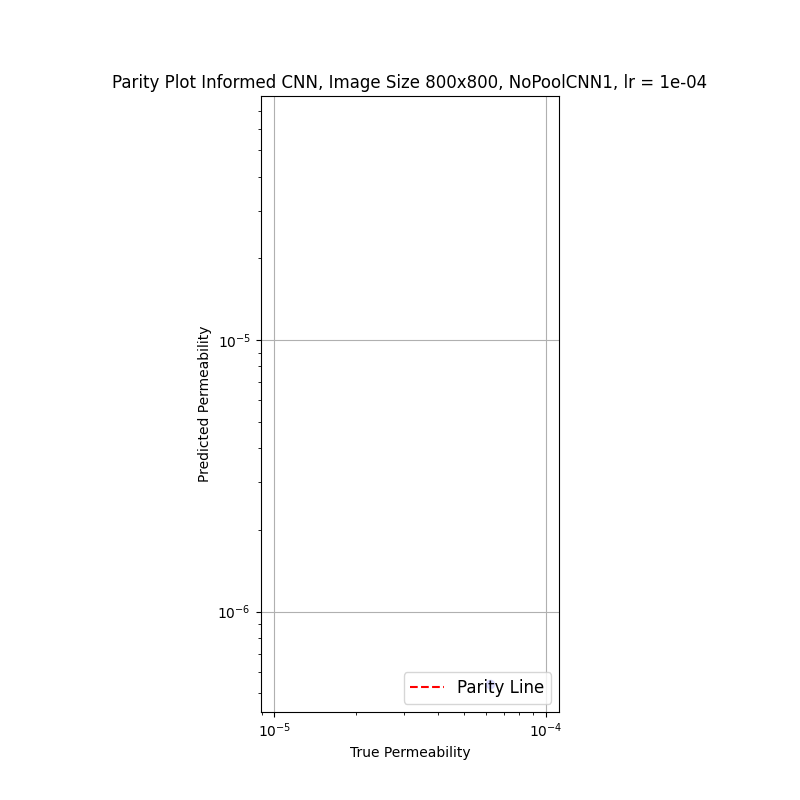 Parity Plot Informed CNN, Image Size 800x800, NoPoolCNN1, lr = 1e-04
Predicted Permeability
10⁻⁵
10⁻⁶
Parity Line
10⁻⁵
10⁻⁴
True Permeability